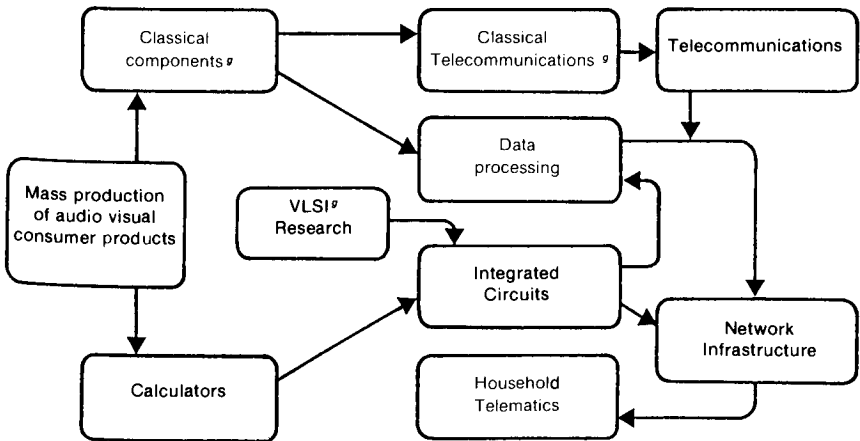 Classical
components g
Classical
Telecommunications g
Telecommunications
Data
processing
Mass production
of audio visual
consumer products
VLSI g
Research
Integrated
Circuits
Network
Infrastructure
Calculators
Household
Telematics